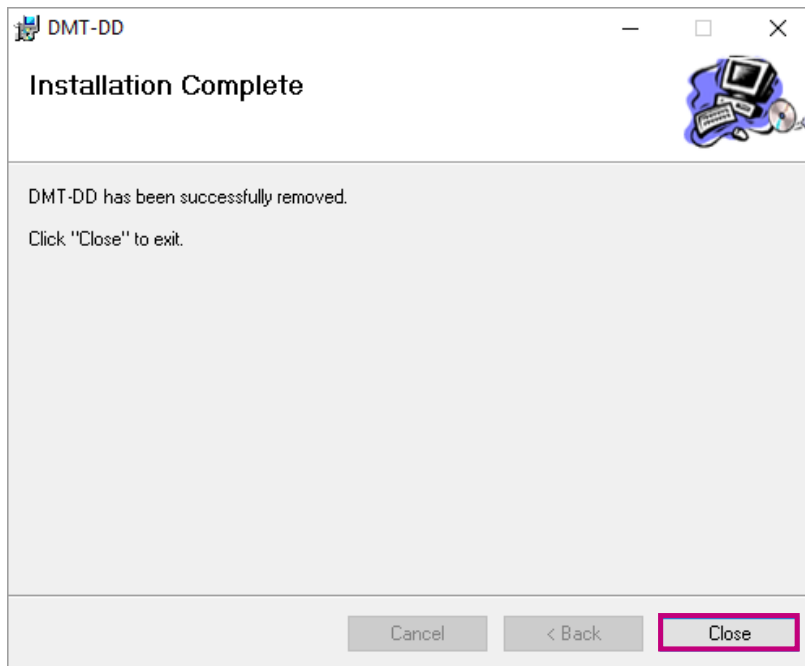 DMT-DD
Installation Complete
DMT-DD has been successfully removed.
Click "Close" to exit.
Cancel
< Back
Close